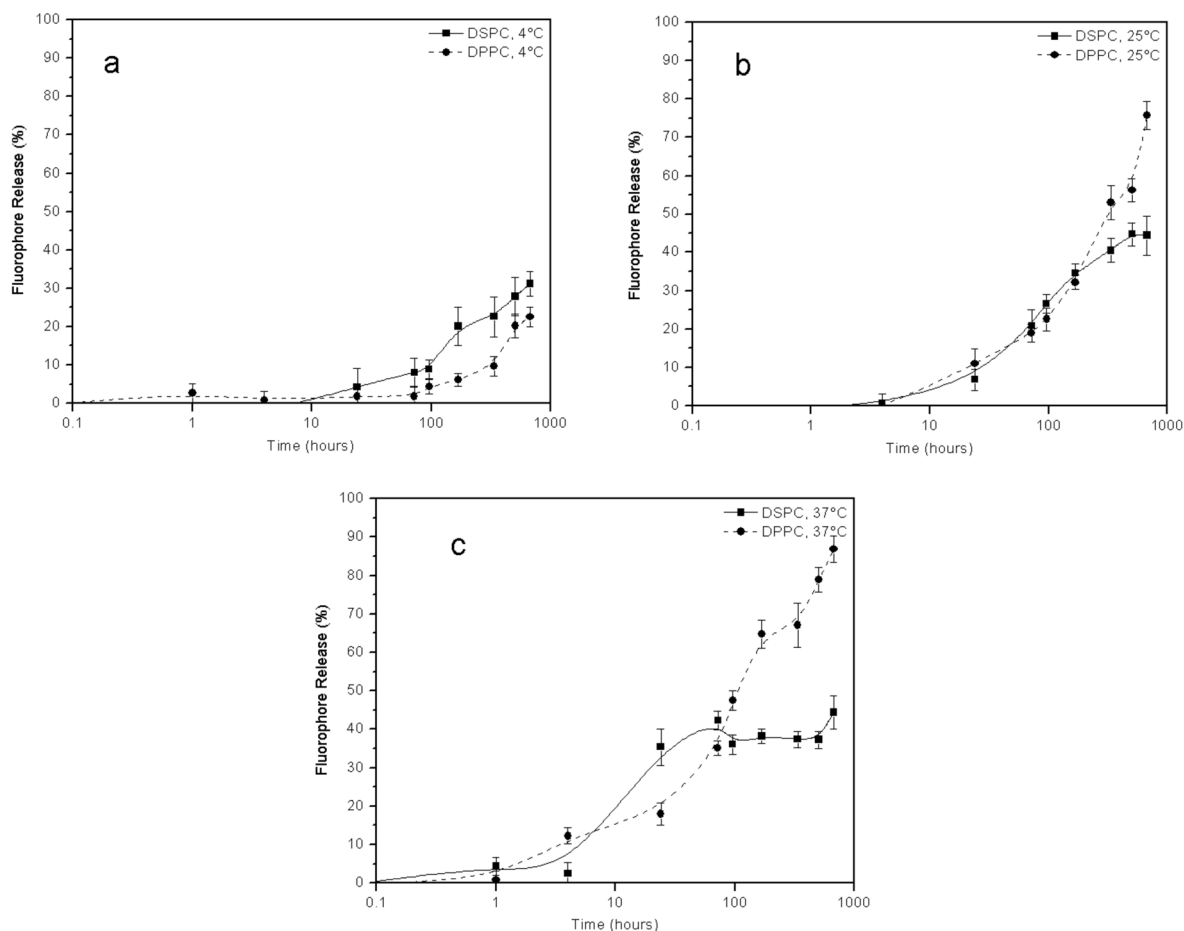 a
DSPC, 4°C
DPPC, 4°C
Fluorophore Release (%)
100
90
80
70
60
50
40
30
20
10
0
0.1 1 10 100 1000
Time (hours)
b
DSPC, 25°C
DPPC, 25°C
Fluorophore Release (%)
100
90
80
70
60
50
40
30
20
10
0
0.1 1 10 100 1000
Time (hours)
c
DSPC, 37°C
DPPC, 37°C
Fluorophore Release (%)
100
90
80
70
60
50
40
30
20
10
0
0.1 1 10 100 1000
Time (hours)